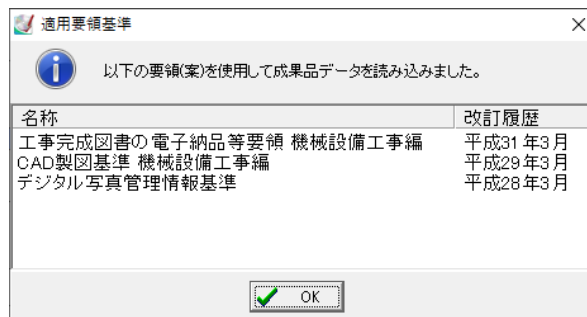 適用要領基準
以下の要領(案)を使用して成果品データを読み込みました。
名称 改訂履歴
工事完成図書の電子納品等要領 機械設備工事編 平成31年3月
CAD製図基準 機械設備工事編 平成29年3月
デジタル写真管理情報基準 平成28年3月
OK